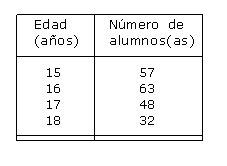 Edad Número de
(años) alumnos(as)
15 57
16 63
17 48
18 32